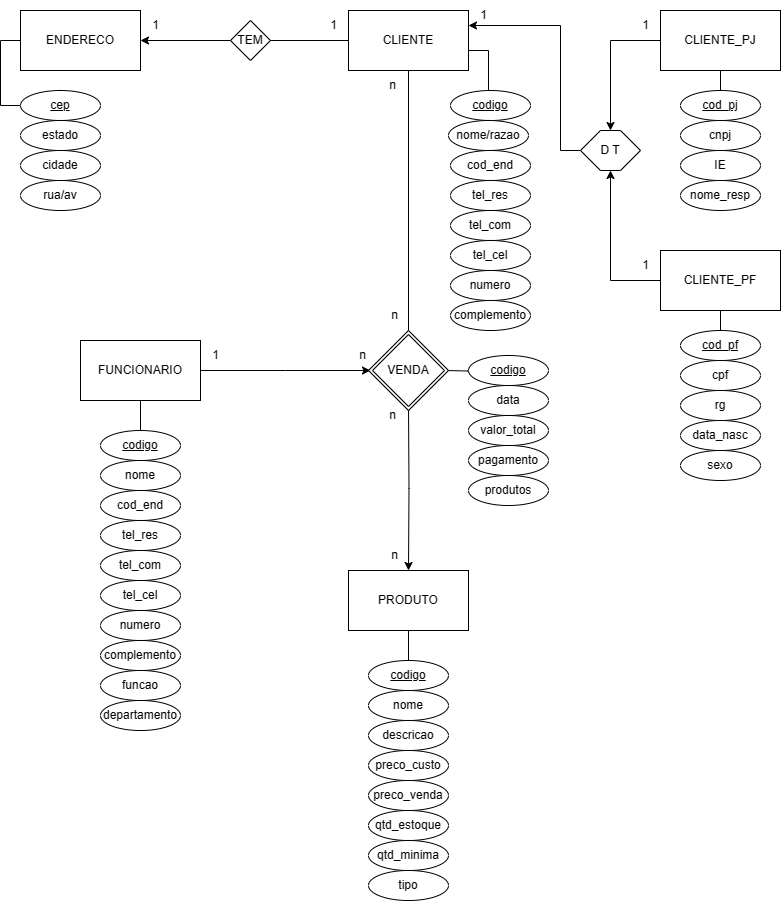 ENDERECO
1
TEM
1
CLIENTE
1
1
CLIENTE_PJ
n
cep
estado
cidade
rua/av
codigo
nome/razao
cod_end
tel_res
tel_com
tel_cel
numero
complemento
D T
cod_pj
cnpj
IE
nome_resp
1
CLIENTE_PF
cod_pf
cpf
rg
data_nasc
sexo
n
FUNCIONARIO
1
n
VENDA
n
codigo
data
valor_total
pagamento
produtos
codigo
nome
cod_end
tel_res
tel_com
tel_cel
numero
complemento
funcao
departamento
n
PRODUTO
codigo
nome
descricao
preco_custo
preco_venda
qtd_estoque
qtd_minima
tipo